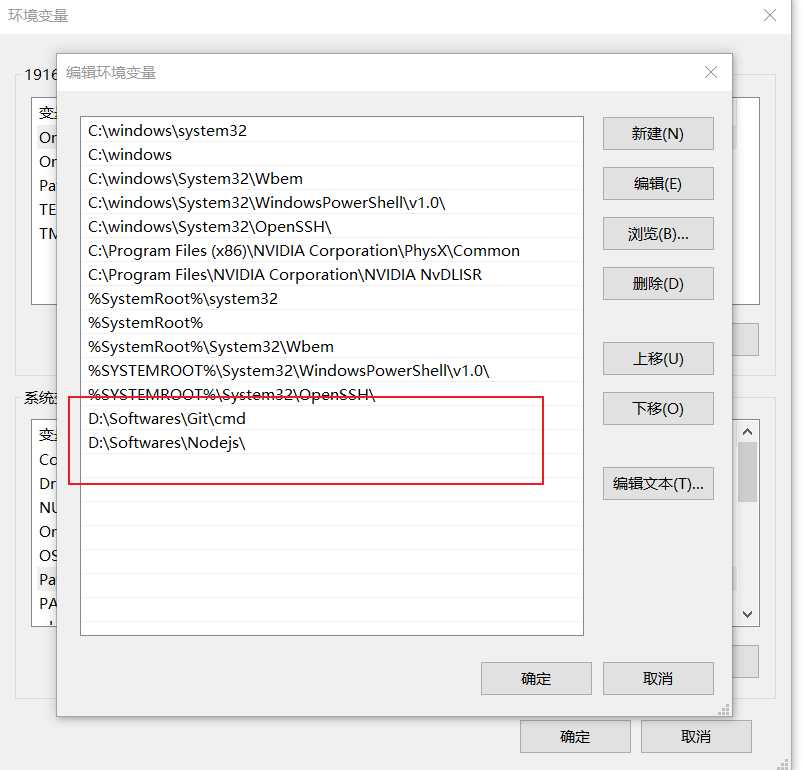 环境变量
编辑环境变量
1916
C:\windows\system32
C:\windows
C:\windows\System32\Wbem
C:\windows\System32\WindowsPowerShell\v1.0\
C:\windows\System32\OpenSSH\
C:\Program Files (x86)\NVIDIA Corporation\PhysX\Common
C:\Program Files\NVIDIA Corporation\NVIDIA NvDLISR
%SystemRoot%\system32
%SystemRoot%
%SystemRoot%\System32\Wbem
%SYSTEMROOT%\System32\WindowsPowerShell\v1.0\
%SYSTEMROOT%\System32\OpenSSH\
D:\Softwares\Git\cmd
D:\Softwares\Nodejs\
新建(N)
编辑(E)
浏览(B)...
删除(D)
上移(U)
下移(O)
编辑文本(T)...
变
On
On
Pa
TE
TM
系统
变
Co
Dr
NU
On
OS
Pa
PA
确定
取消
确定
取消